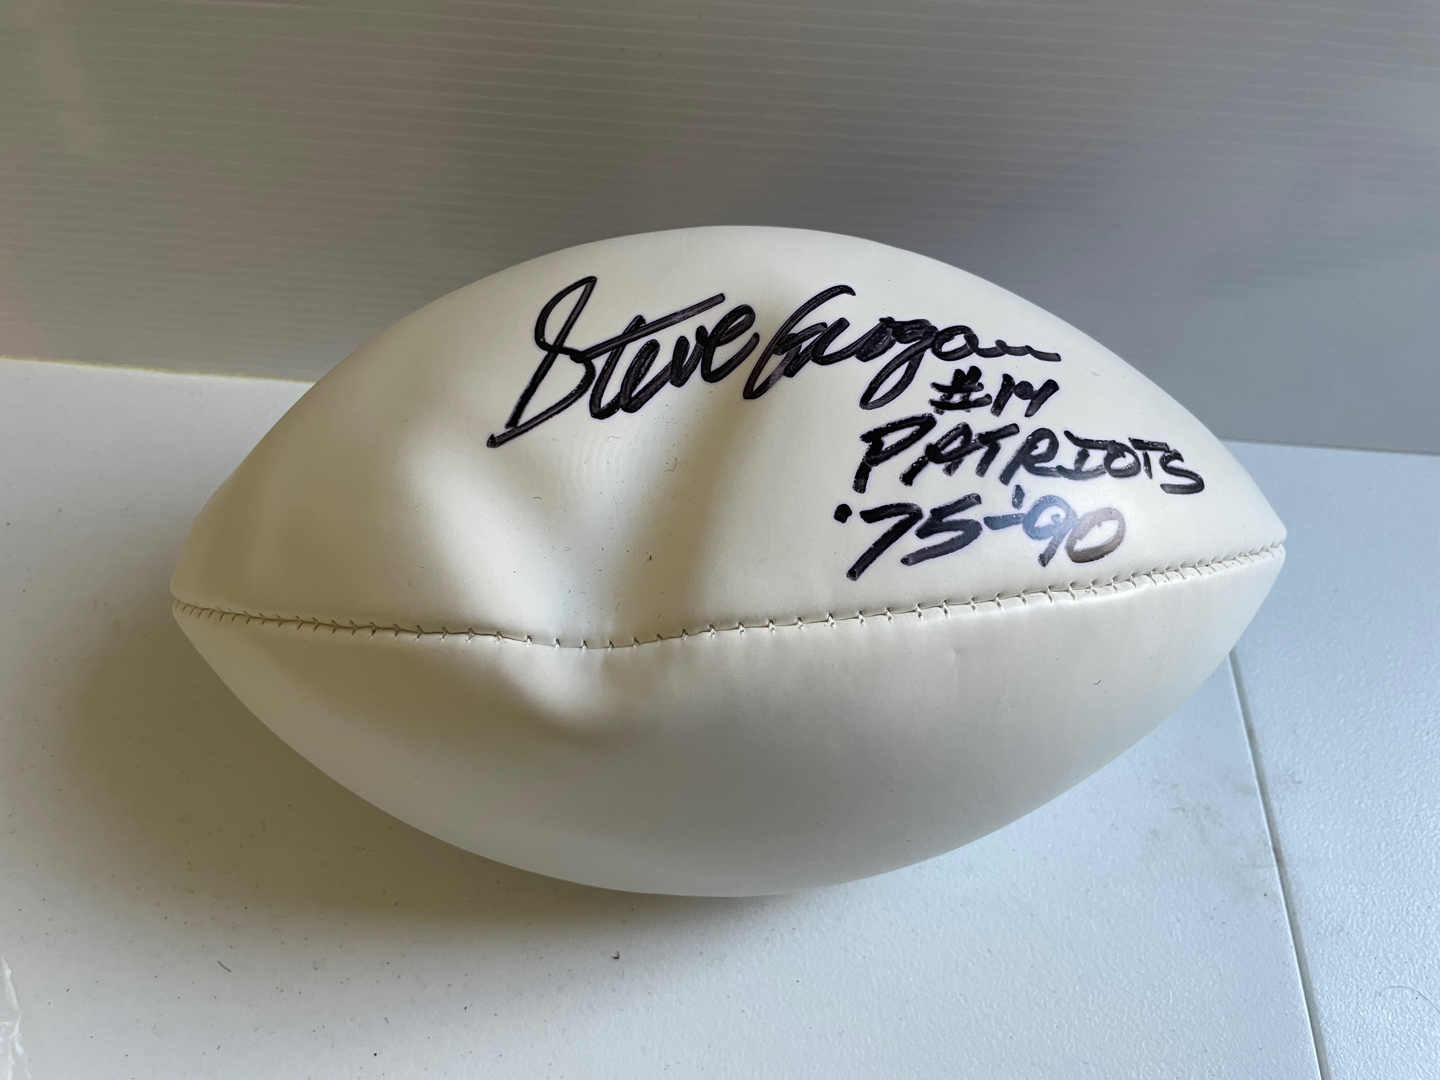 Steve Grogan
#14
PATRIOTS
'75-'90